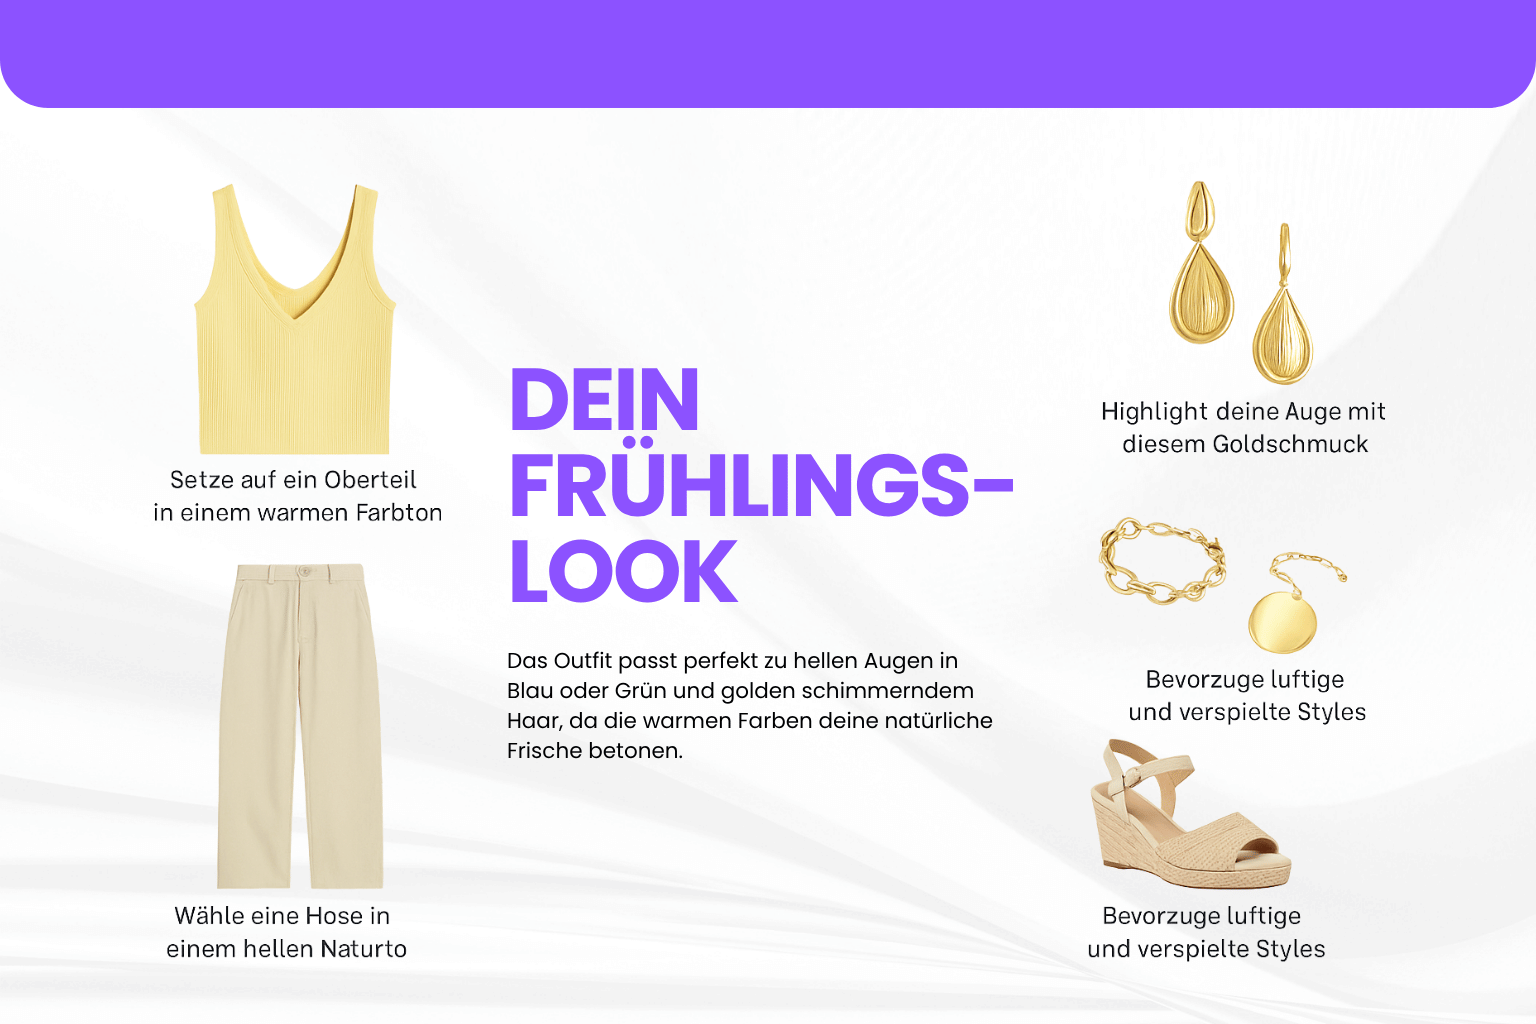 Setze auf ein Oberteil
in einem warmen Farbton
Wähle eine Hose in
einem hellen Naturto
DEIN
FRÜHLINGS-
LOOK
Das Outfit passt perfekt zu hellen Augen in
Blau oder Grün und golden schimmerndem
Haar, da die warmen Farben deine natürliche
Frische betonen.
Highlight deine Auge mit
diesem Goldschmuck
Bevorzuge luftige
und verspielte Styles
Bevorzuge luftige
und verspielte Styles